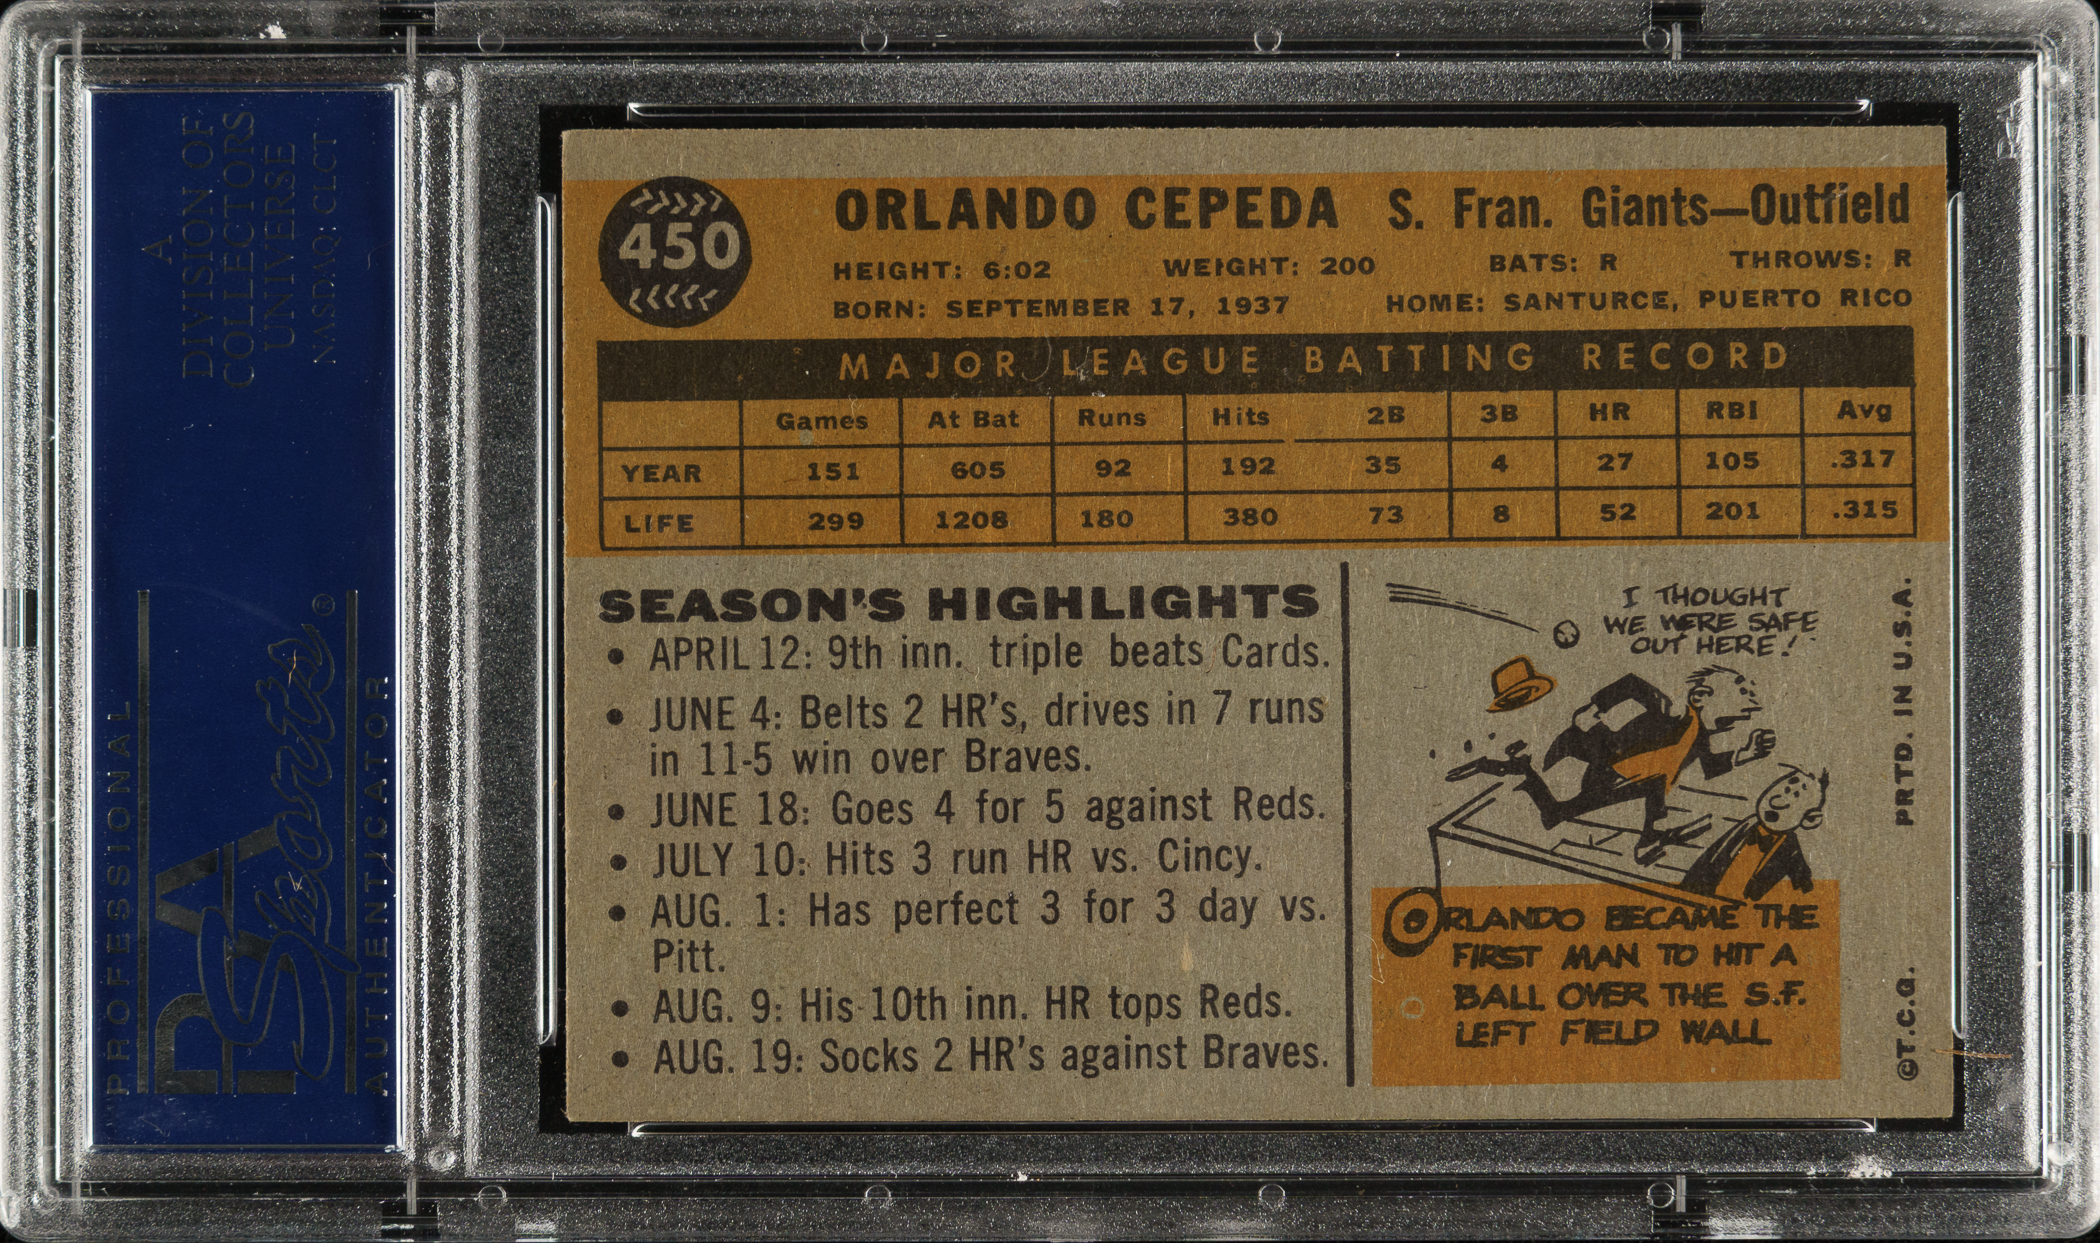 A
DIVISION OF
COLLECTORS
UNIVERSE
NASDAQ: CLCT
PROFESSIONAL
PSA
Sports®
AUTHENTICATOR
450
ORLANDO CEPEDA S. Fran. Giants—Outfield
HEIGHT: 6:02 WEIGHT: 200 BATS: R THROWS: R
BORN: SEPTEMBER 17, 1937 HOME: SANTURCE, PUERTO RICO
MAJOR LEAGUE BATTING RECORD
Games At Bat Runs Hits 2B 3B HR RBI Avg
YEAR 151 605 92 192 35 4 27 105 .317
LIFE 299 1208 180 380 73 8 52 201 .315
SEASON'S HIGHLIGHTS
• APRIL 12: 9th inn. triple beats Cards.
• JUNE 4: Belts 2 HR's, drives in 7 runs
in 11-5 win over Braves.
• JUNE 18: Goes 4 for 5 against Reds.
• JULY 10: Hits 3 run HR vs. Cincy.
• AUG. 1: Has perfect 3 for 3 day vs.
Pitt.
• AUG. 9: His 10th inn. HR tops Reds.
• AUG. 19: Socks 2 HR's against Braves.
I THOUGHT
WE WERE SAFE
OUT HERE!
ORLANDO BECAME THE
FIRST MAN TO HIT A
BALL OVER THE S.F.
LEFT FIELD WALL
©T.C.G. PRTD. IN U.S.A.